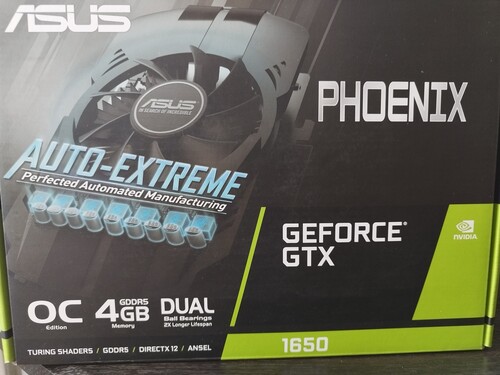 ASUS
ASUS
IN SEARCH OF INCREDIBLE
PHOENIX
AUTO-EXTREME
Perfected Automated Manufacturing
GEFORCE®
GTX
NVIDIA
OC
Edition
4GB
GDDR5
Memory
DUAL
Ball Bearings
2X Longer Lifespan
1650
TURING SHADERS / GDDR5 / DIRECTX 12 / ANSEL